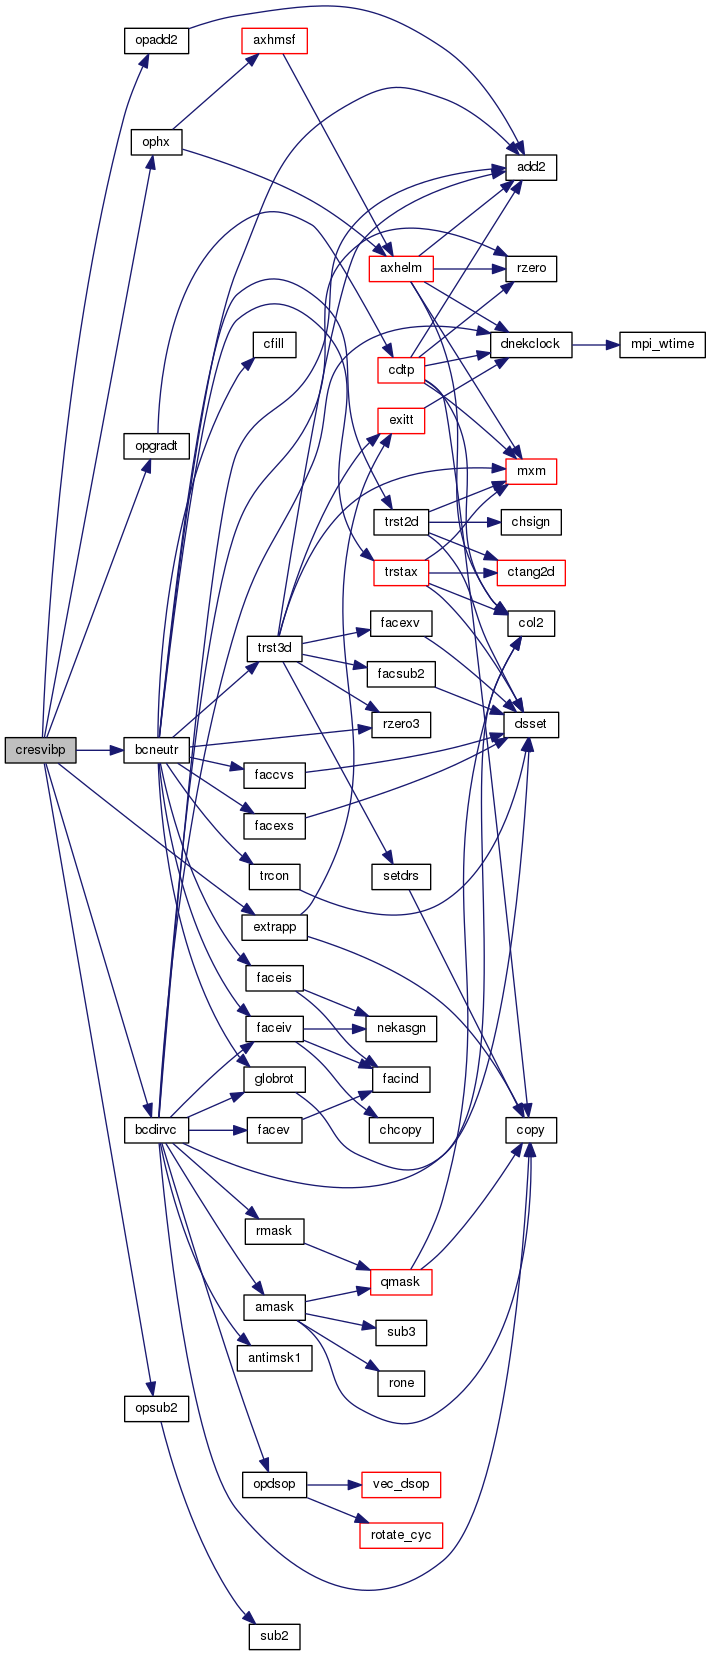 opadd2
axhmsf
ophx
add2
axhelm
rzero
cfill
dnekclock
mpi_wtime
cdtp
exitt
opgradt
mxm
trst2d
chsign
trstax
ctang2d
facexv
col2
trst3d
facsub2
rzero3
dsset
cresvibp
bcneutr
faccvs
facexs
trcon
setdrs
extrapp
faceis
faceiv
nekasgn
globrot
facind
bcdirvc
facev
chcopy
copy
rmask
qmask
amask
sub3
antimsk1
rone
opsub2
opdsop
vec_dsop
rotate_cyc
sub2